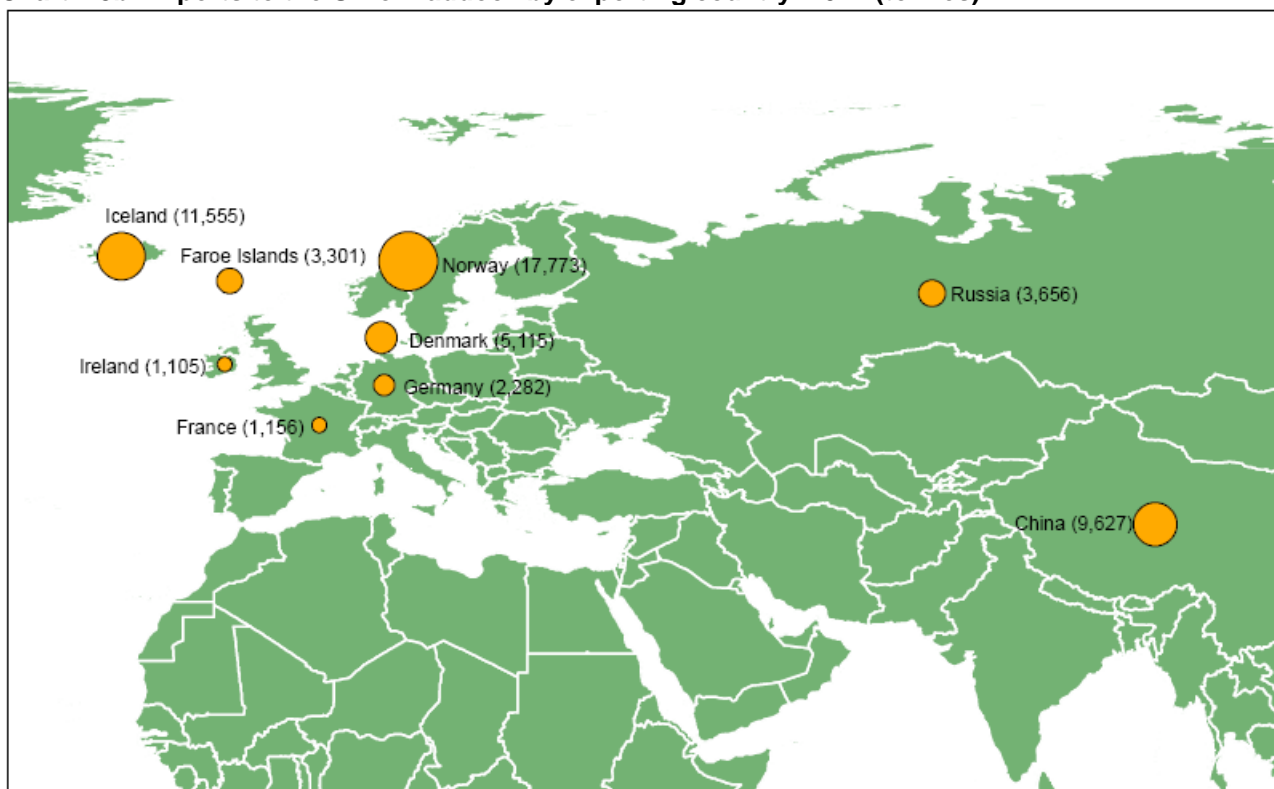 Iceland (11,555)
Faroe Islands (3,301)
Norway (17,773)
Russia (3,656)
Denmark (5,115)
Ireland (1,105)
Germany (2,282)
France (1,156)
China (9,627)